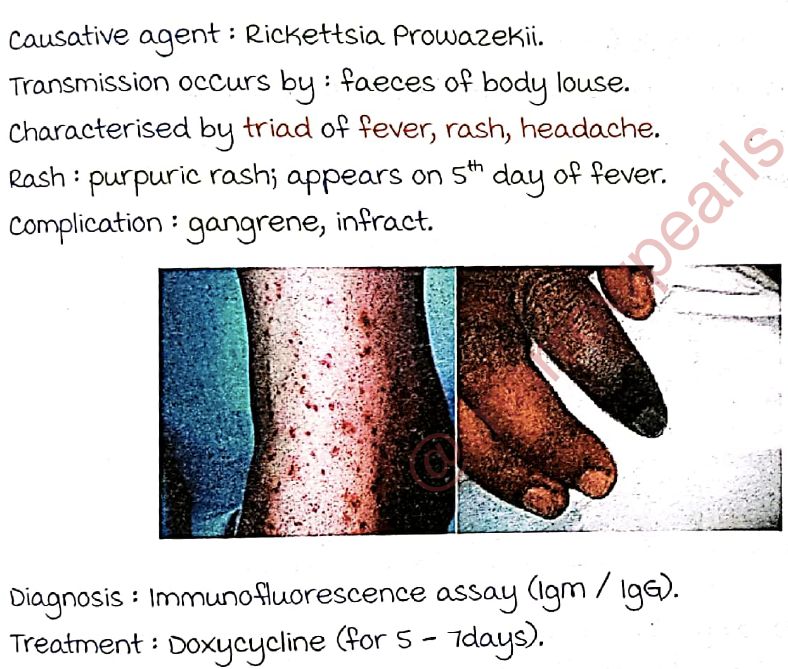 Causative agent : Rickettsia Prowazekii.
Transmission occurs by : faeces of body louse.
Characterised by triad of fever, rash, headache.
Rash : purpuric rash; appears on 5th day of fever.
Complication : gangrene, infract.
Diagnosis : Immunofluorescence assay (Igm / IgG).
Treatment : Doxycycline (for 5 - 7days).